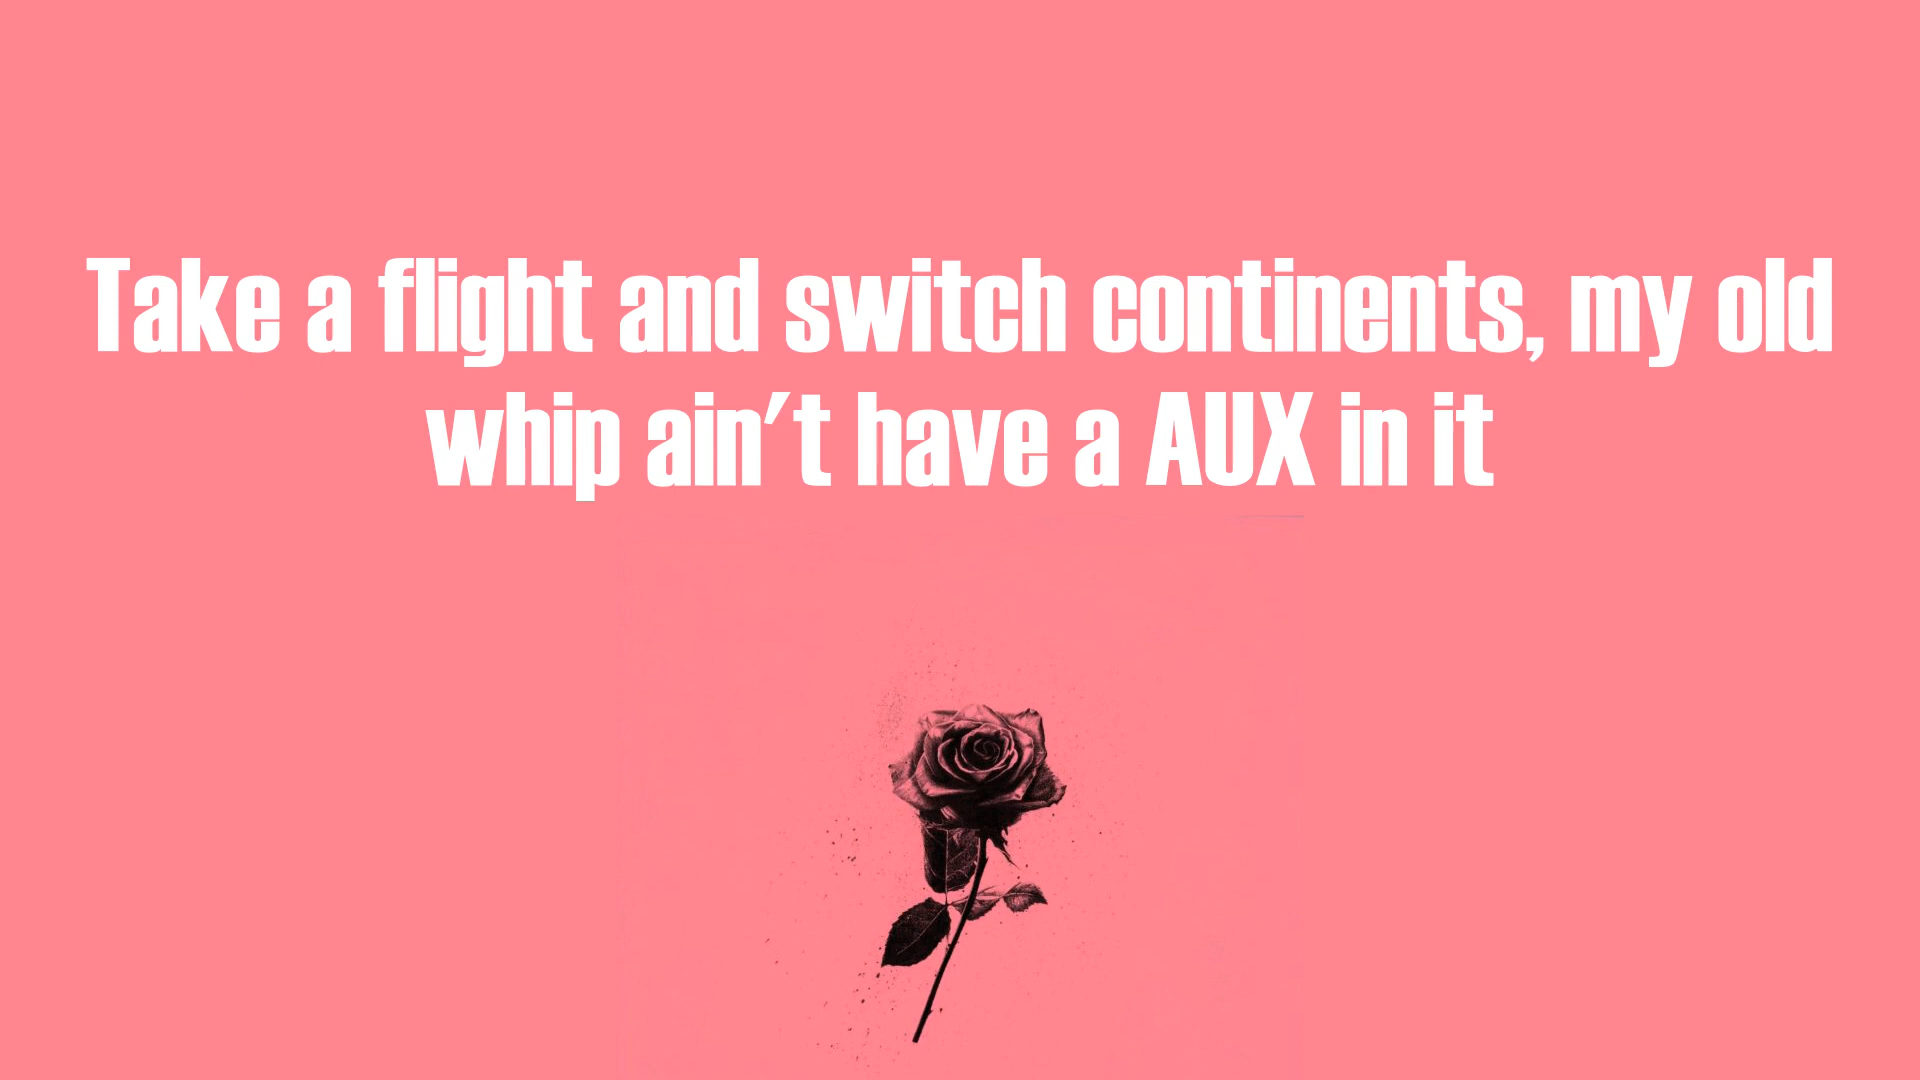 Take a flight and switch continents, my old
whip ain't have a AUX in it